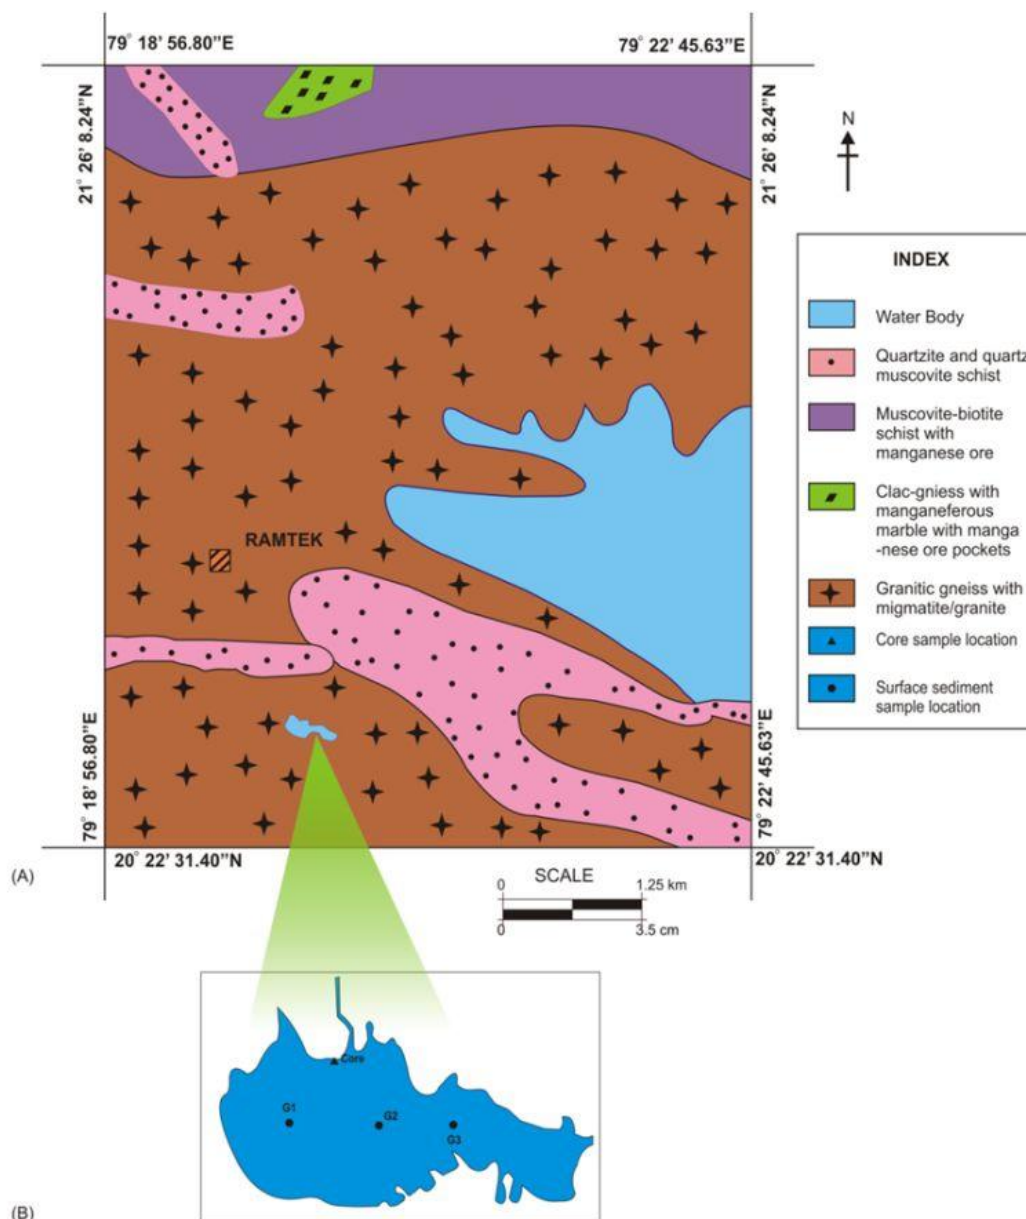 79° 18' 56.80"E
79° 22' 45.63"E
21° 26' 8.24"N
21° 26' 8.24"N
N
INDEX
Water Body
Quartzite and quartz
muscovite schist
Muscovite-biotite
schist with
manganese ore
Clac-gniess with
manganeferous
marble with manga
-nese ore pockets
Granitic gneiss with
migmatite/granite
Core sample location
Surface sediment
sample location
RAMTEK
79° 18' 56.80"E
79° 22' 45.63"E
20° 22' 31.40"N
20° 22' 31.40"N
(A)
SCALE
0
1.25 km
0
3.5 cm
Core
G1
G2
G3
(B)